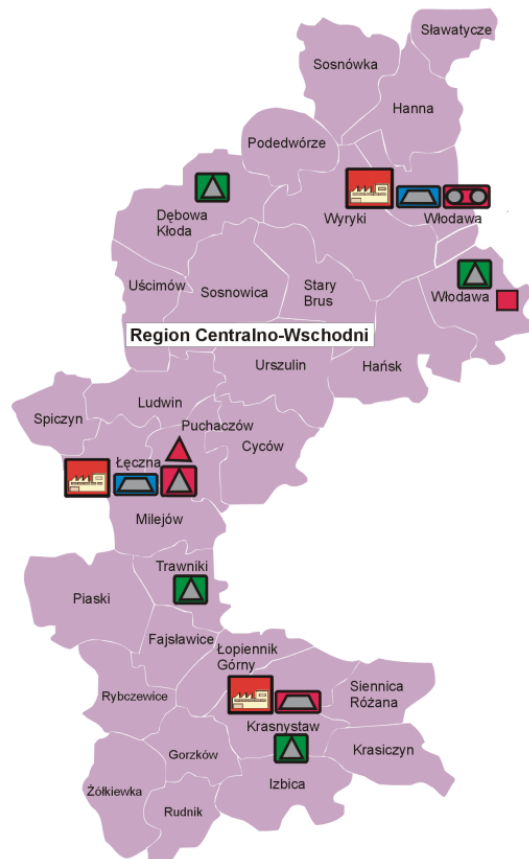 Sławatycze
Sosnówka
Hanna
Podedwórze
Dębowa
Kłoda
Wyryki
Włodawa
Uścimów
Sosnowica
Stary
Brus
Włodawa
Region Centralno-Wschodni
Urszulin
Hańsk
Ludwin
Spiczyn
Puchaczów
Cyców
Łęczna
Milejów
Trawniki
Piaski
Fajsławice
Łopiennik
Górny
Rybczewice
Siennica
Różana
Krasnystaw
Gorzków
Krasiczyn
Żółkiewka
Izbica
Rudnik